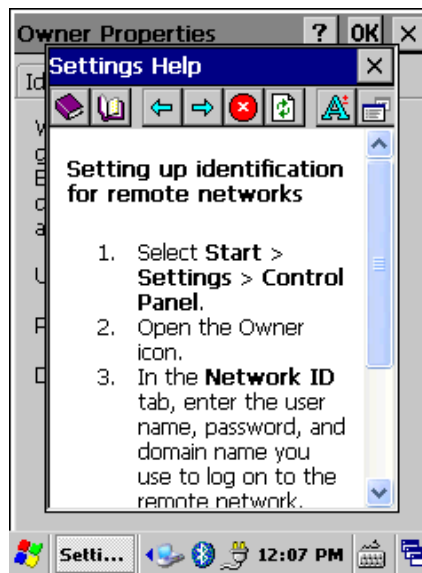 Owner Properties ? OK ×
Settings Help ×
Id
Setting up identification
for remote networks
1. Select Start >
Settings > Control
Panel.
2. Open the Owner
icon.
3. In the Network ID
tab, enter the user
name, password, and
domain name you
use to log on to the
remote network.
Setti... 12:07 PM